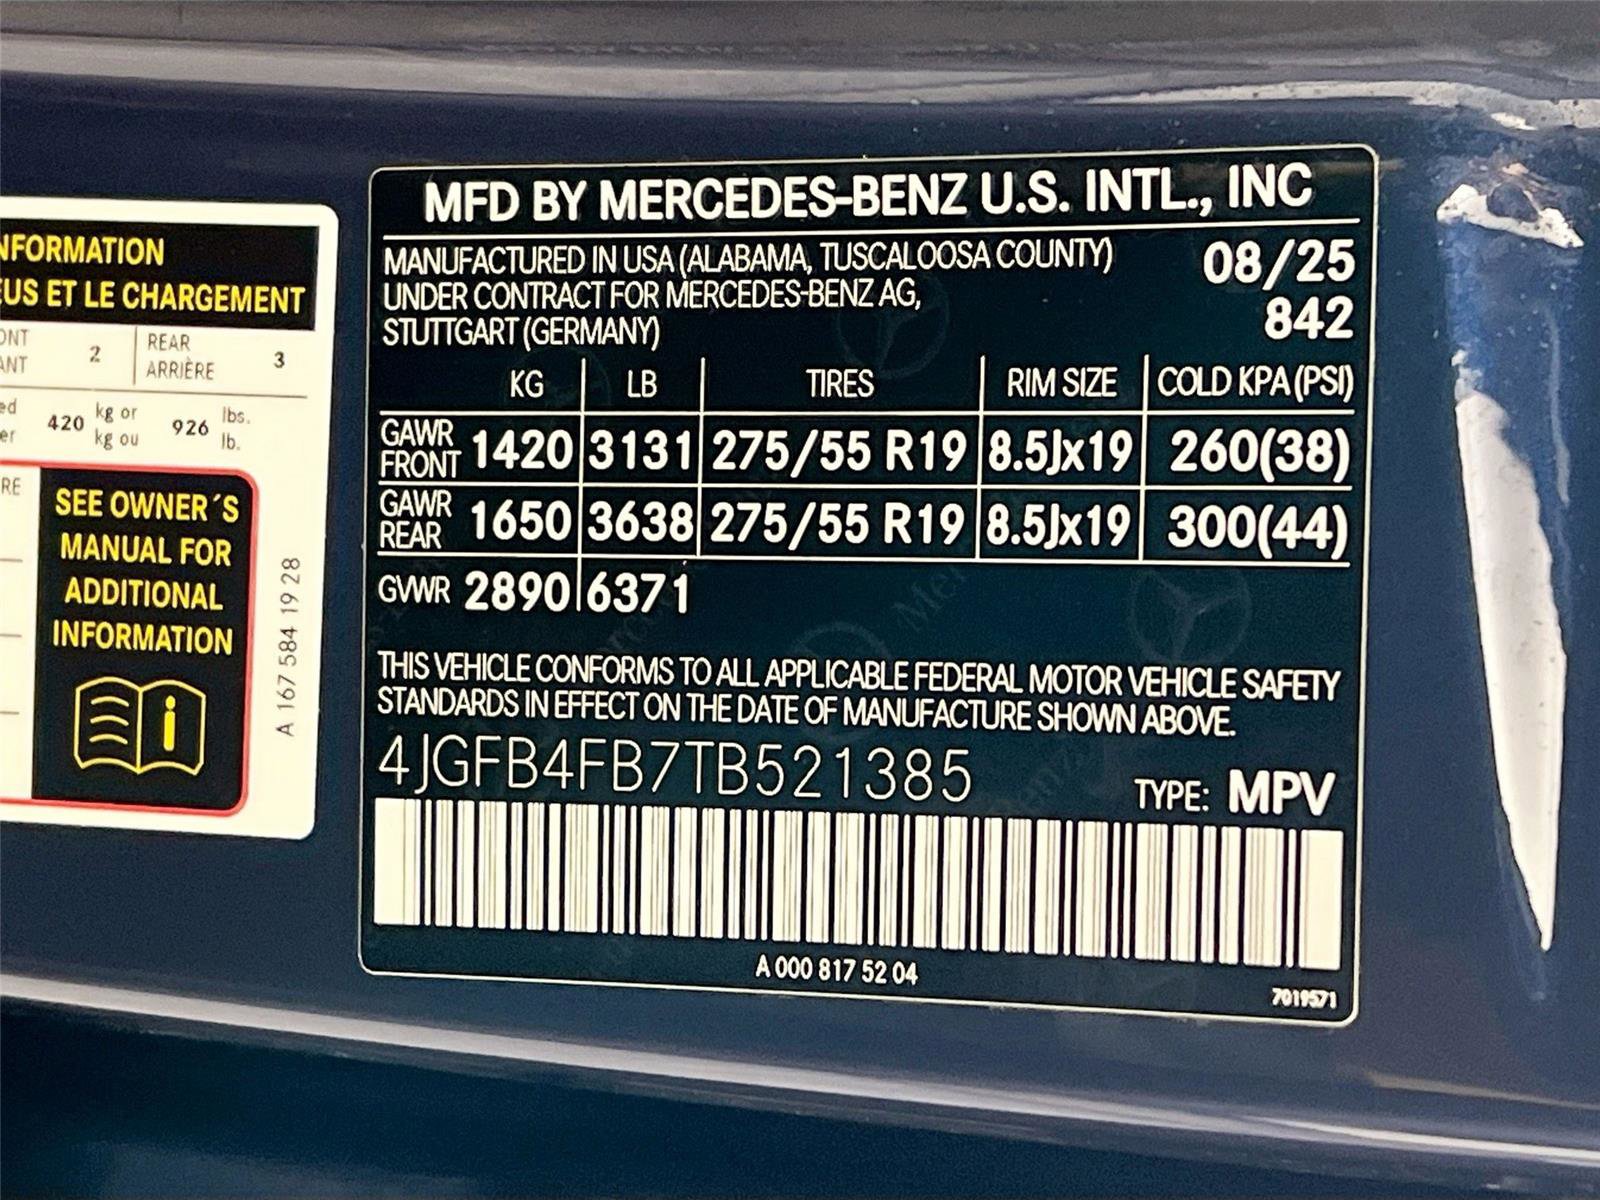 NFORMATION
EUS ET LE CHARGEMENT
ONT
ANT
2
REAR
ARRIÈRE
3
ed
er
420
kg or
kg ou
926
lbs.
lb.
RE
SEE OWNER´S
MANUAL FOR
ADDITIONAL
INFORMATION
A 167 584 19 28
MFD BY MERCEDES-BENZ U.S. INTL., INC
MANUFACTURED IN USA (ALABAMA, TUSCALOOSA COUNTY)
UNDER CONTRACT FOR MERCEDES-BENZ AG,
STUTTGART (GERMANY)
08/25
842
KG LB TIRES RIM SIZE COLD KPA (PSI)
GAWR FRONT 1420 3131 275/55 R19 8.5Jx19 260(38)
GAWR REAR 1650 3638 275/55 R19 8.5Jx19 300(44)
GVWR 2890 6371
THIS VEHICLE CONFORMS TO ALL APPLICABLE FEDERAL MOTOR VEHICLE SAFETY
STANDARDS IN EFFECT ON THE DATE OF MANUFACTURE SHOWN ABOVE.
4JGFB4FB7TB521385
TYPE: MPV
A 000 817 52 04
7019571